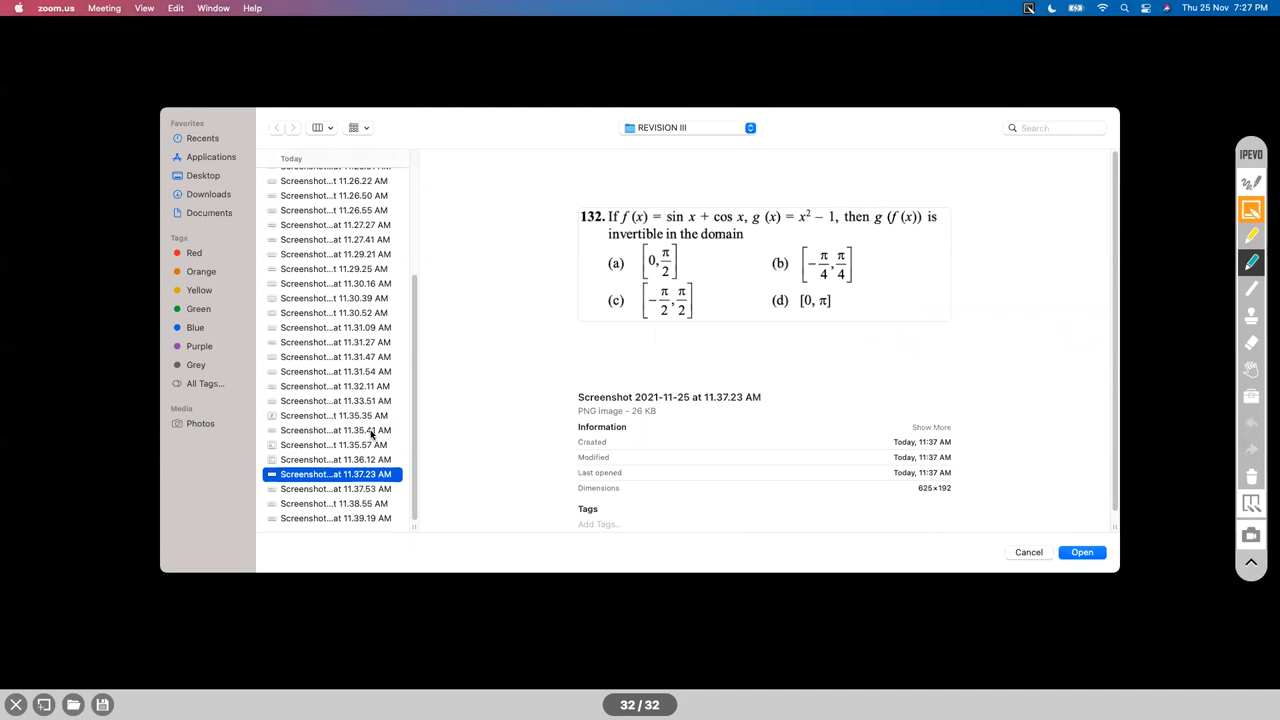 zoom.us Meeting View Edit Window Help Thu 25 Nov 7:27 PM
REVISION III
Search
Favorites
Recents
Applications
Desktop
Downloads
Documents
Tags
Red
Orange
Yellow
Green
Blue
Purple
Grey
All Tags...
Media
Photos
Today
Screenshot...t 11.26.22 AM
Screenshot...t 11.26.50 AM
Screenshot...t 11.26.55 AM
Screenshot...at 11.27.27 AM
Screenshot...at 11.27.41 AM
Screenshot...at 11.29.21 AM
Screenshot...t 11.29.25 AM
Screenshot...at 11.30.16 AM
Screenshot...t 11.30.39 AM
Screenshot...t 11.30.52 AM
Screenshot...at 11.31.09 AM
Screenshot...at 11.31.27 AM
Screenshot...at 11.31.47 AM
Screenshot...at 11.31.54 AM
Screenshot...at 11.32.11 AM
Screenshot...at 11.33.51 AM
Screenshot...t 11.35.35 AM
Screenshot...at 11.35.41 AM
Screenshot...t 11.35.57 AM
Screenshot...at 11.36.12 AM
Screenshot...at 11.37.23 AM
Screenshot...at 11.37.53 AM
Screenshot...t 11.38.55 AM
Screenshot...at 11.39.19 AM
132. If f (x) = sin x + cos x, g (x) = x² – 1, then g (f (x)) is
invertible in the domain
(a) [0, π/2] (b) [–π/4, π/4]
(c) [–π/2, π/2] (d) [0, π]
Screenshot 2021-11-25 at 11.37.23 AM
PNG image - 26 KB
Information Show More
Created Today, 11:37 AM
Modified Today, 11:37 AM
Last opened Today, 11:37 AM
Dimensions 625×192
Tags
Add Tags...
Cancel Open
IPEVO
32 / 32